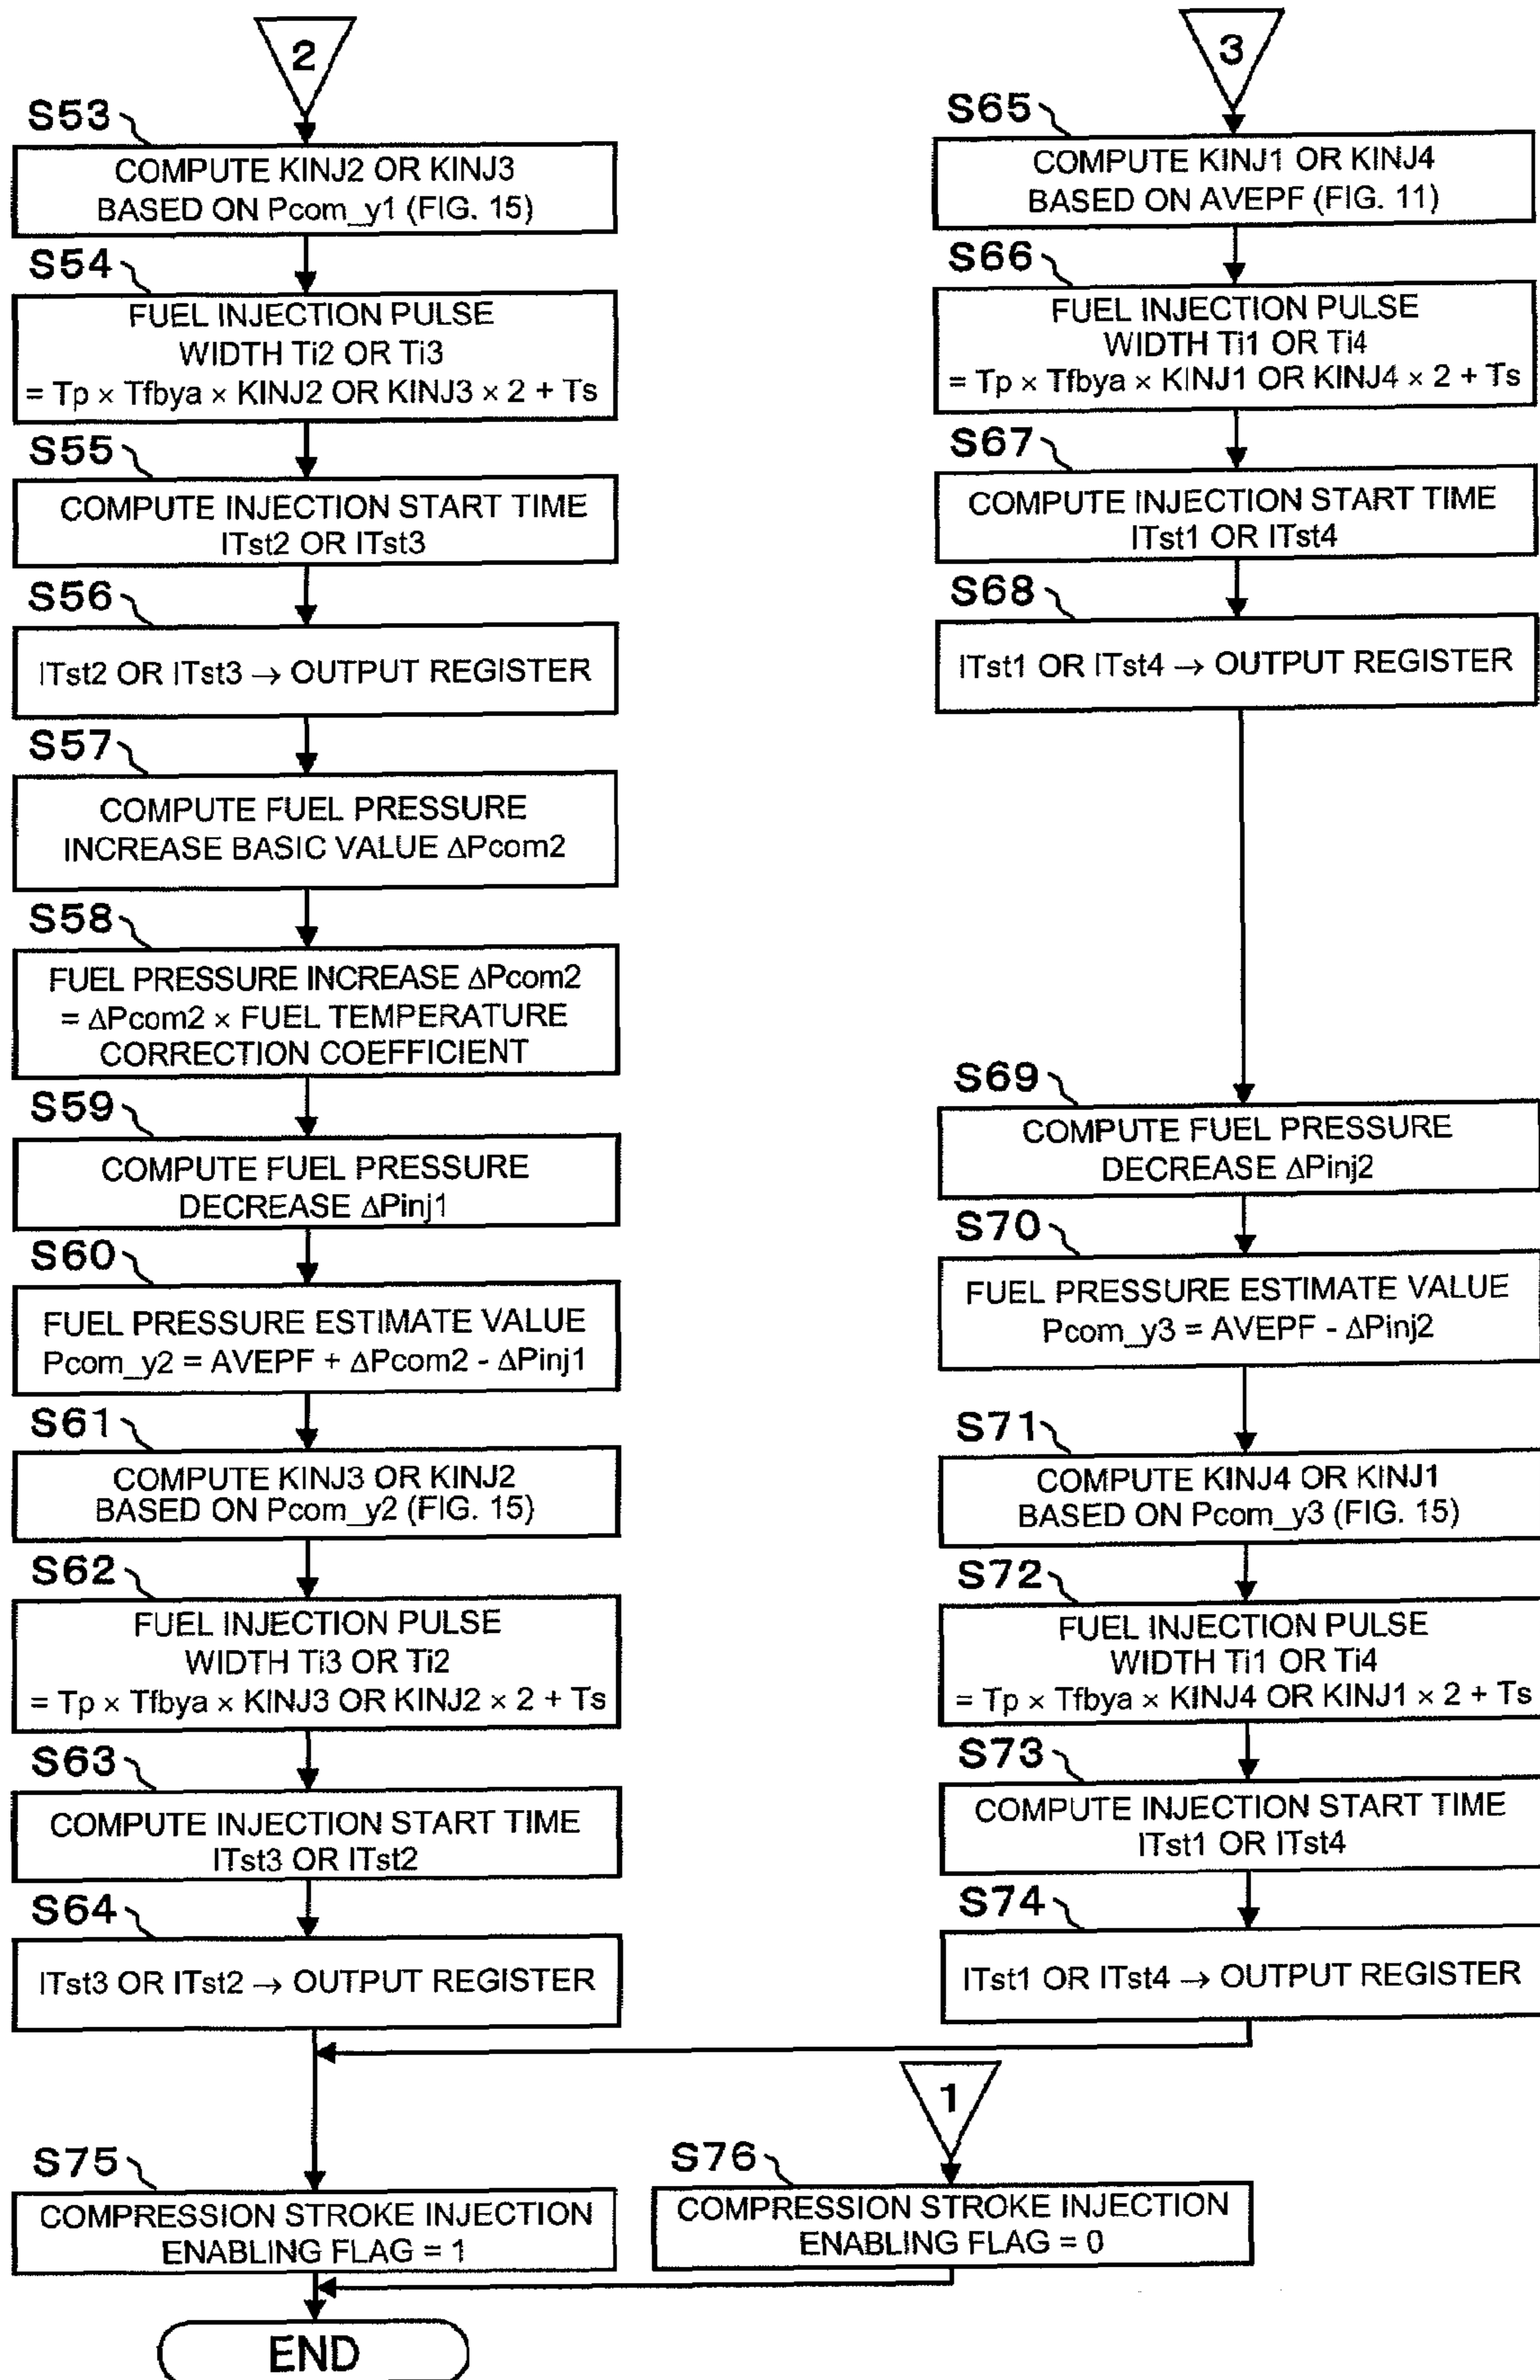 2
S53
COMPUTE KINJ2 OR KINJ3
BASED ON Pcom_y1 (FIG. 15)
S54
FUEL INJECTION PULSE
WIDTH Ti2 OR Ti3
= Tp × Tfbya × KINJ2 OR KINJ3 × 2 + Ts
S55
COMPUTE INJECTION START TIME
ITst2 OR ITst3
S56
ITst2 OR ITst3 → OUTPUT REGISTER
S57
COMPUTE FUEL PRESSURE
INCREASE BASIC VALUE ΔPcom2
S58
FUEL PRESSURE INCREASE ΔPcom2
= ΔPcom2 × FUEL TEMPERATURE
CORRECTION COEFFICIENT
S59
COMPUTE FUEL PRESSURE
DECREASE ΔPinj1
S60
FUEL PRESSURE ESTIMATE VALUE
Pcom_y2 = AVEPF + ΔPcom2 - ΔPinj1
S61
COMPUTE KINJ3 OR KINJ2
BASED ON Pcom_y2 (FIG. 15)
S62
FUEL INJECTION PULSE
WIDTH Ti3 OR Ti2
= Tp × Tfbya × KINJ3 OR KINJ2 × 2 + Ts
S63
COMPUTE INJECTION START TIME
ITst3 OR ITst2
S64
ITst3 OR ITst2 → OUTPUT REGISTER
3
S65
COMPUTE KINJ1 OR KINJ4
BASED ON AVEPF (FIG. 11)
S66
FUEL INJECTION PULSE
WIDTH Ti1 OR Ti4
= Tp × Tfbya × KINJ1 OR KINJ4 × 2 + Ts
S67
COMPUTE INJECTION START TIME
ITst1 OR ITst4
S68
ITst1 OR ITst4 → OUTPUT REGISTER
S69
COMPUTE FUEL PRESSURE
DECREASE ΔPinj2
S70
FUEL PRESSURE ESTIMATE VALUE
Pcom_y3 = AVEPF - ΔPinj2
S71
COMPUTE KINJ4 OR KINJ1
BASED ON Pcom_y3 (FIG. 15)
S72
FUEL INJECTION PULSE
WIDTH Ti1 OR Ti4
= Tp × Tfbya × KINJ4 OR KINJ1 × 2 + Ts
S73
COMPUTE INJECTION START TIME
ITst1 OR ITst4
S74
ITst1 OR ITst4 → OUTPUT REGISTER
S75
COMPRESSION STROKE INJECTION
ENABLING FLAG = 1
1
S76
COMPRESSION STROKE INJECTION
ENABLING FLAG = 0
END